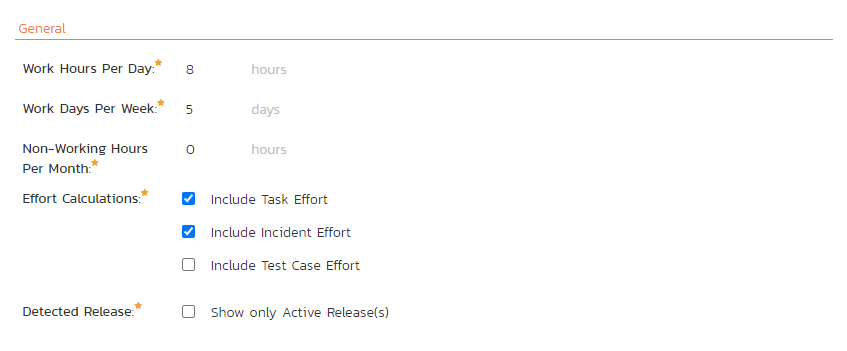 General
Work Hours Per Day: 8 hours
Work Days Per Week: 5 days
Non-Working Hours 0 hours
Per Month:
Effort Calculations: Include Task Effort
Include Incident Effort
Include Test Case Effort
Detected Release: Show only Active Release(s)